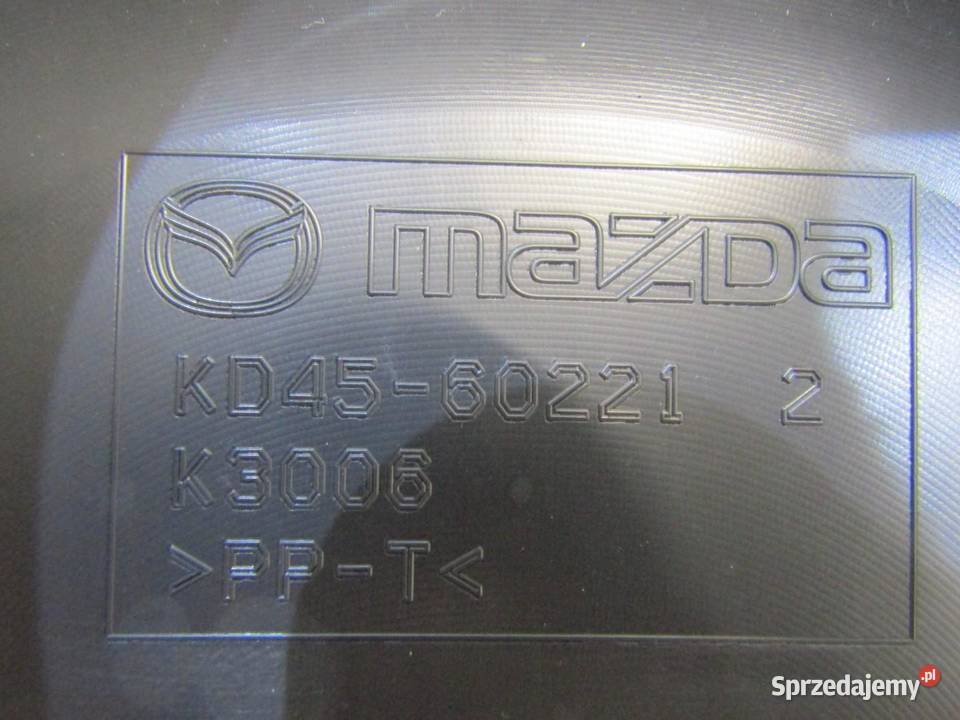 mazda
KD45-60221 2
K3006
>PP-T<
Sprzedajemy.pl